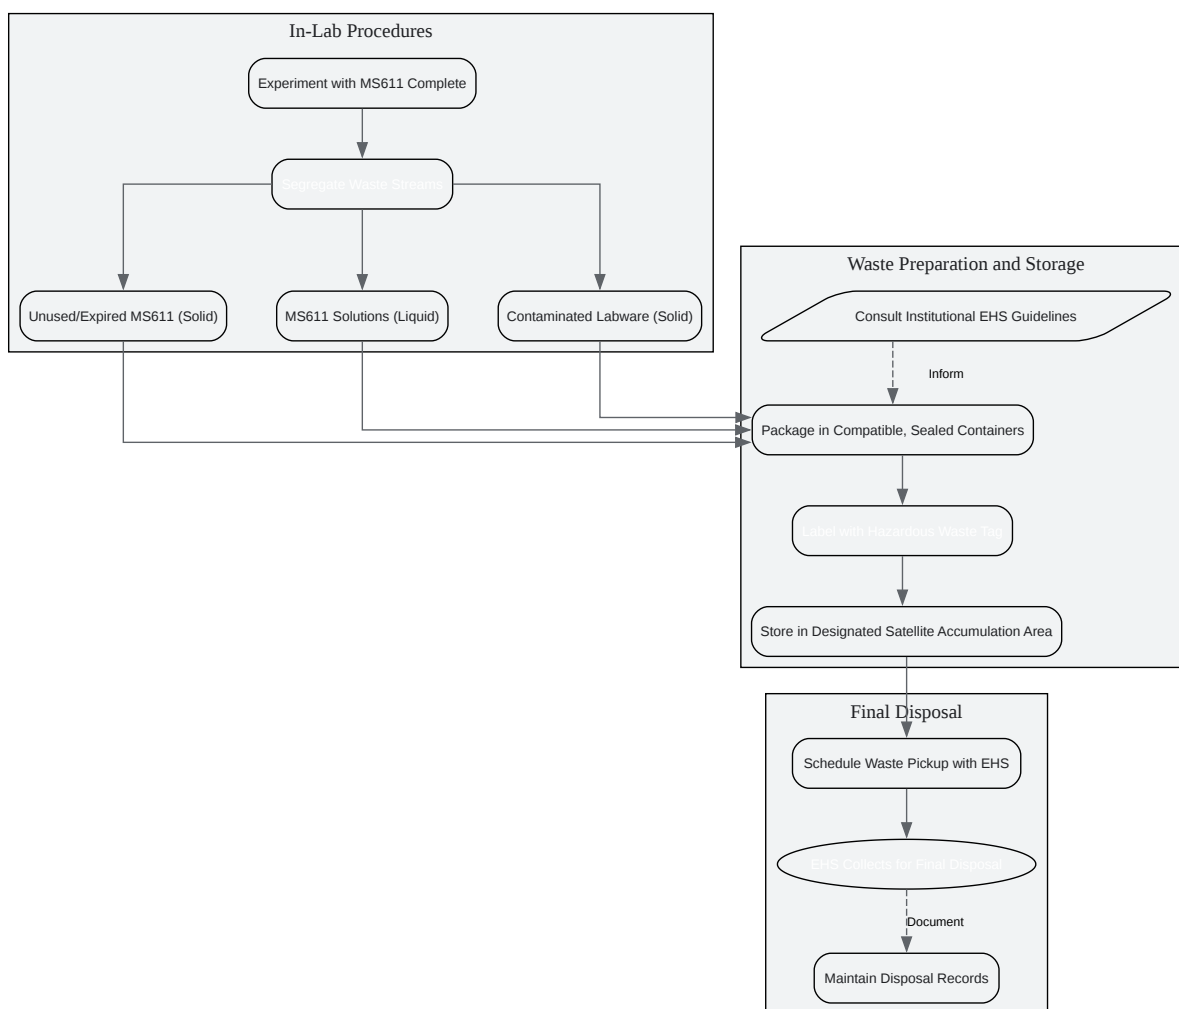 In-Lab Procedures
Experiment with MS611 Complete
Segregate Waste Streams
Unused/Expired MS611 (Solid)
MS611 Solutions (Liquid)
Contaminated Labware (Solid)
Waste Preparation and Storage
Consult Institutional EHS Guidelines
Inform
Package in Compatible, Sealed Containers
Label with Hazardous Waste Tag
Store in Designated Satellite Accumulation Area
Final Disposal
Schedule Waste Pickup with EHS
EHS Collects for Final Disposal
Document
Maintain Disposal Records